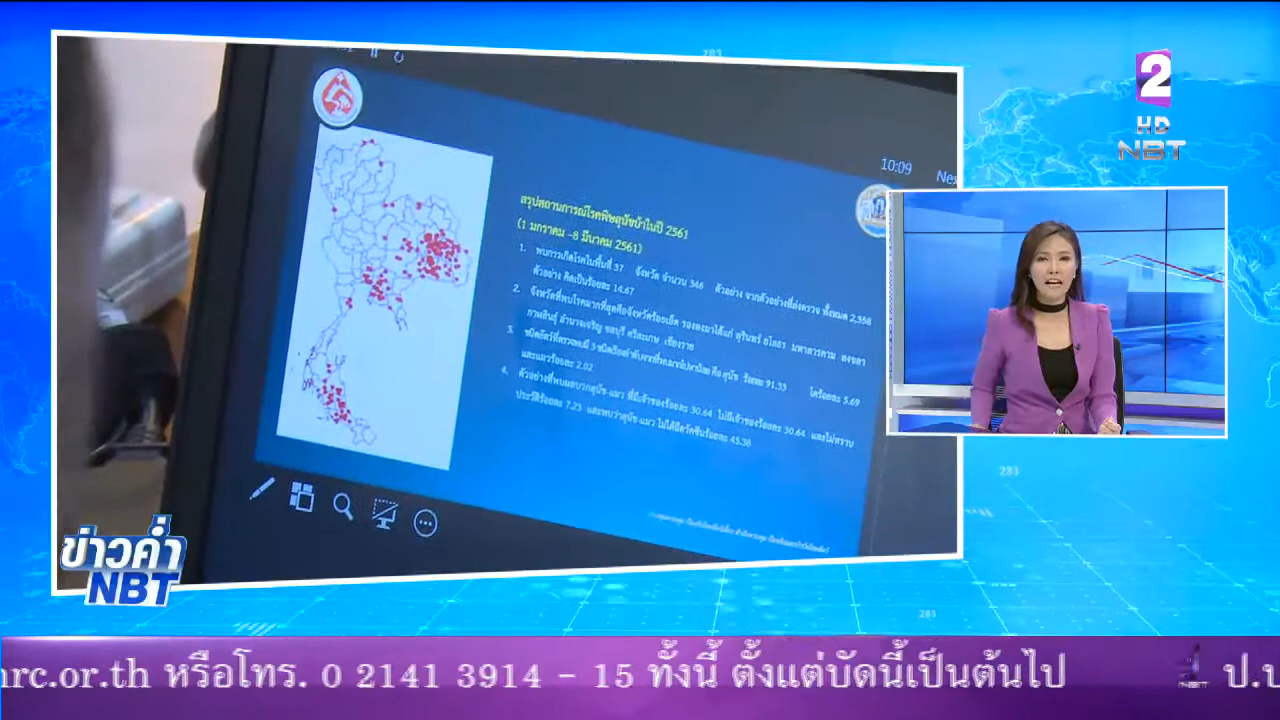 283
2
HD
NBT
10:09
สรุปสถานการณ์โรคพิษสุนัขบ้าในปี 2561
(1 มกราคม -8 มีนาคม 2561)
1. พบการเกิดโรคในพื้นที่ 37 จังหวัด จำนวน 346 ตัวอย่าง จากตัวอย่างที่ส่งตรวจ ทั้งหมด 2,358
ตัวอย่าง คิดเป็นร้อยละ 14.67
2. จังหวัดที่พบโรคมากที่สุดคือจังหวัดร้อยเอ็ด รองลงมาได้แก่ สุรินทร์ ยโสธร มหาสารคาม สงขลา
กาฬสินธุ์ อำนาจเจริญ ชลบุรี ศรีสะเกษ เชียงราย
3. ชนิดสัตว์ที่ตรวจพบมี 3 ชนิด คือ สุนัข ร้อยละ 91.33 โคร้อยละ 5.69
และแมวร้อยละ 2.02
4. ตัวอย่างที่พบผลบวกสุนัข-แมว ที่มีเจ้าของร้อยละ 50.64 ไม่มีเจ้าของร้อยละ 30.64 และไม่ทราบ
ประวัติร้อยละ 7.23 และพบว่าสุนัข-แมว ไม่ได้ฉีดวัคซีนร้อยละ 45.38
283
283
ข่าวค่ำ
NBT
rc.or.th หรือโทร. 0 2141 3914 - 15 ทั้งนี้ ตั้งแต่บัดนี้เป็นต้นไป